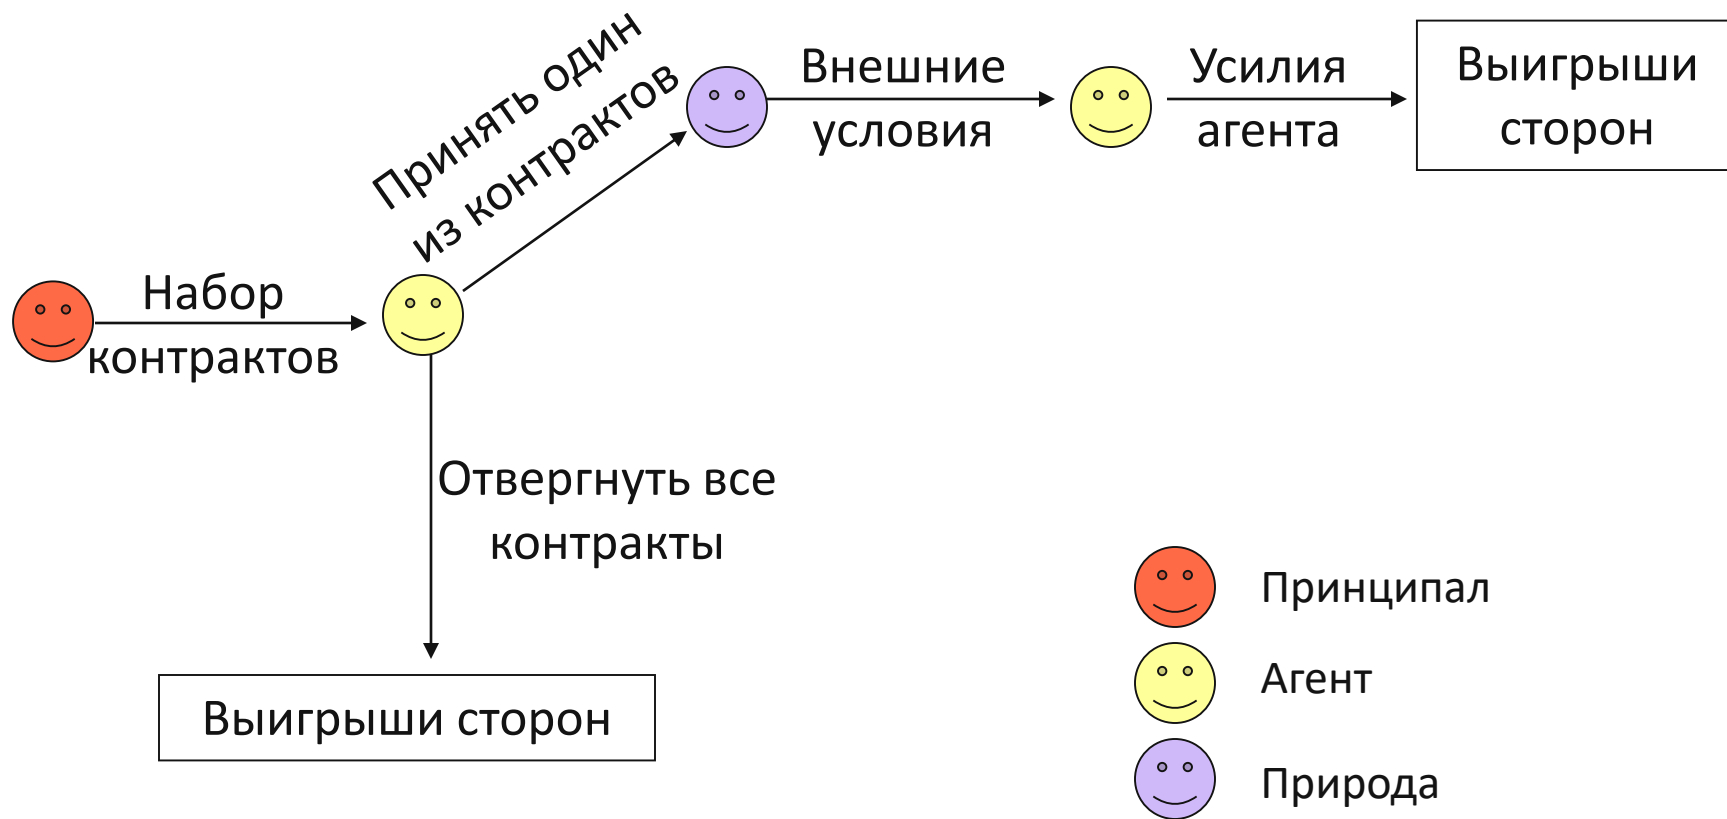 Принять один
из контрактов
Внешние
условия
Усилия
агента
Выигрыши
сторон
Набор
контрактов
Отвергнуть все
контракты
Выигрыши сторон
Принципал
Агент
Природа